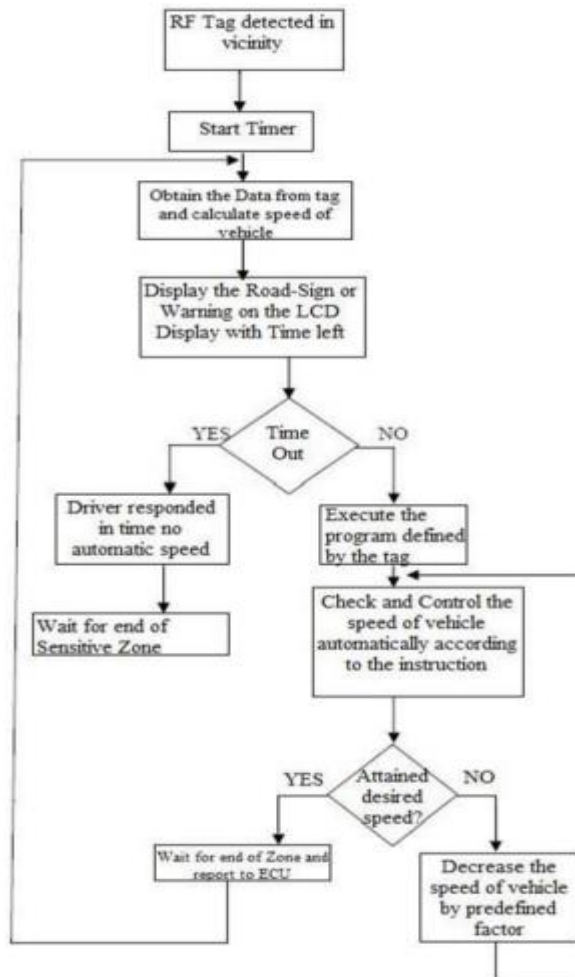 RF Tag detected in
vicinity
Start Timer
Obtain the Data from tag
and calculate speed of
vehicle
Display the Road-Sign or
Warning on the LCD
Display with Time left
YES
Time
Out
NO
Driver responded
in time no
automatic speed
Wait for end of
Sensitive Zone
Execute the
program defined
by the tag
Check and Control the
speed of vehicle
automatically according
to the instruction
YES
Attained
desired
speed?
NO
Wait for end of Zone and
report to ECU
Decrease the
speed of vehicle
by predefined
factor